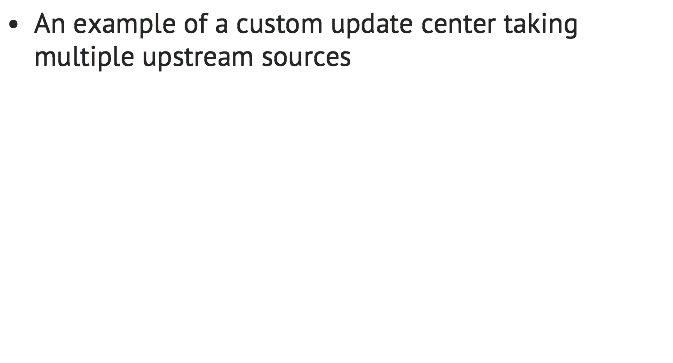 • An example of a custom update center taking
multiple upstream sources